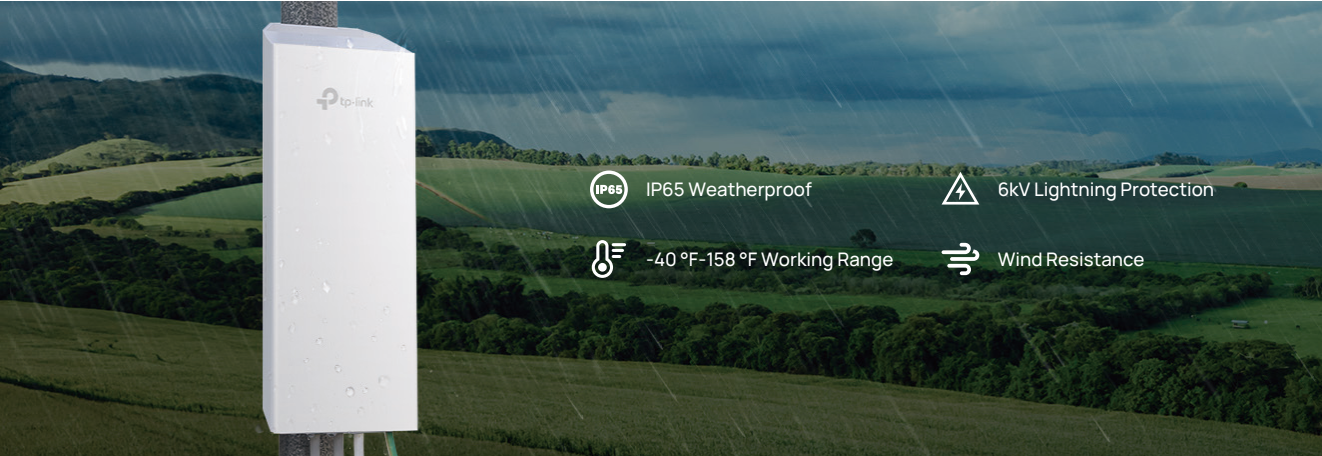 tp-link
IP65 IP65 Weatherproof
6kV Lightning Protection
-40 °F-158 °F Working Range
Wind Resistance